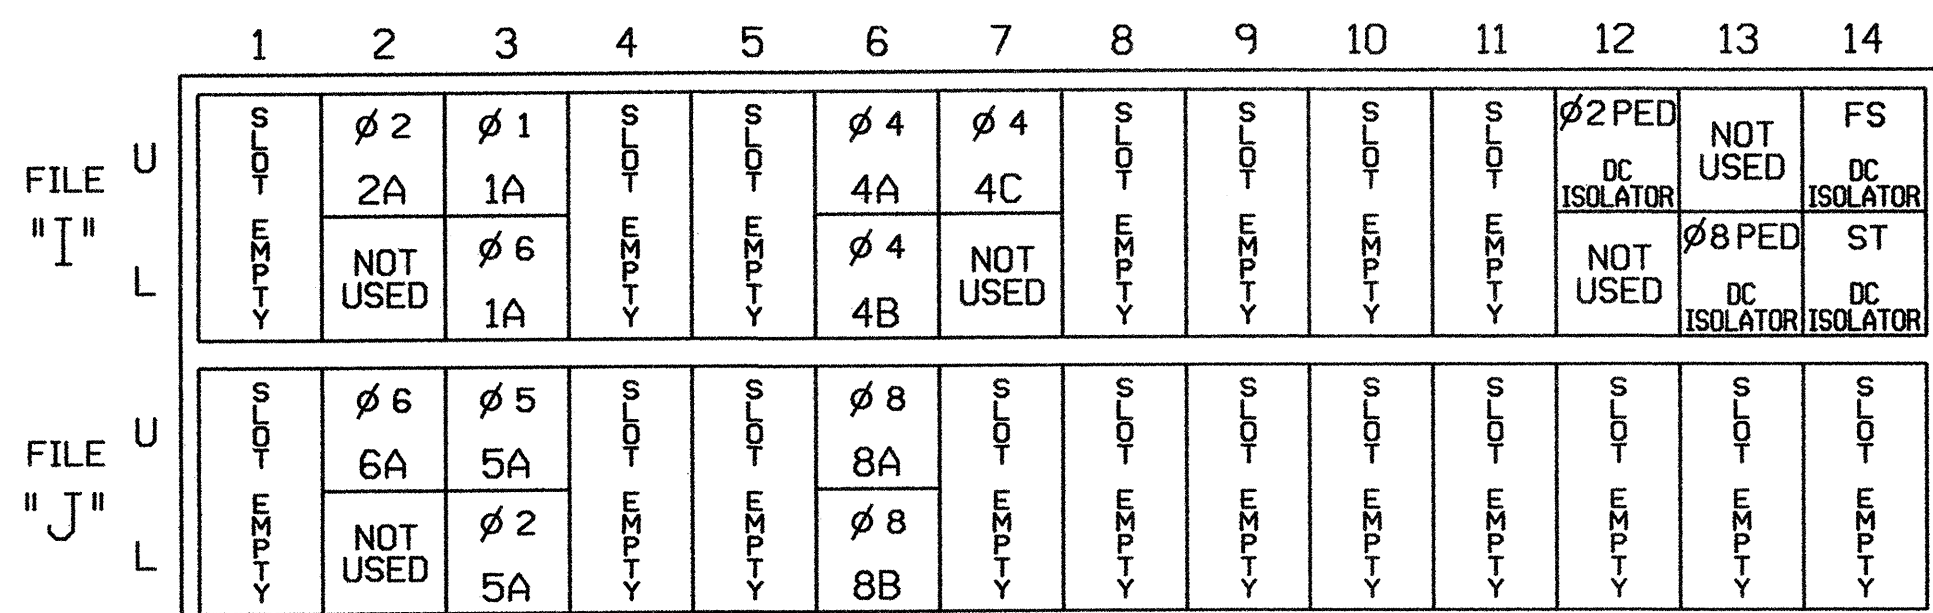 1 2 3 4 5 6 7 8 9 10 11 12 13 14
FILE "I"
U
L
SLOT EMPTY
Ø 2
2A
NOT USED
Ø 1
1A
Ø 6
1A
SLOT EMPTY
SLOT EMPTY
Ø 4
4A
Ø 4
4B
Ø 4
4C
NOT USED
SLOT EMPTY
SLOT EMPTY
SLOT EMPTY
SLOT EMPTY
Ø2 PED
DC
ISOLATOR
NOT USED
NOT USED
Ø8 PED
DC
ISOLATOR
FS
DC
ISOLATOR
ST
DC
ISOLATOR
FILE "J"
U
L
SLOT EMPTY
Ø 6
6A
NOT USED
Ø 5
5A
Ø 2
5A
SLOT EMPTY
SLOT EMPTY
Ø 8
8A
Ø 8
8B
SLOT EMPTY
SLOT EMPTY
SLOT EMPTY
SLOT EMPTY
SLOT EMPTY
SLOT EMPTY
SLOT EMPTY
SLOT EMPTY